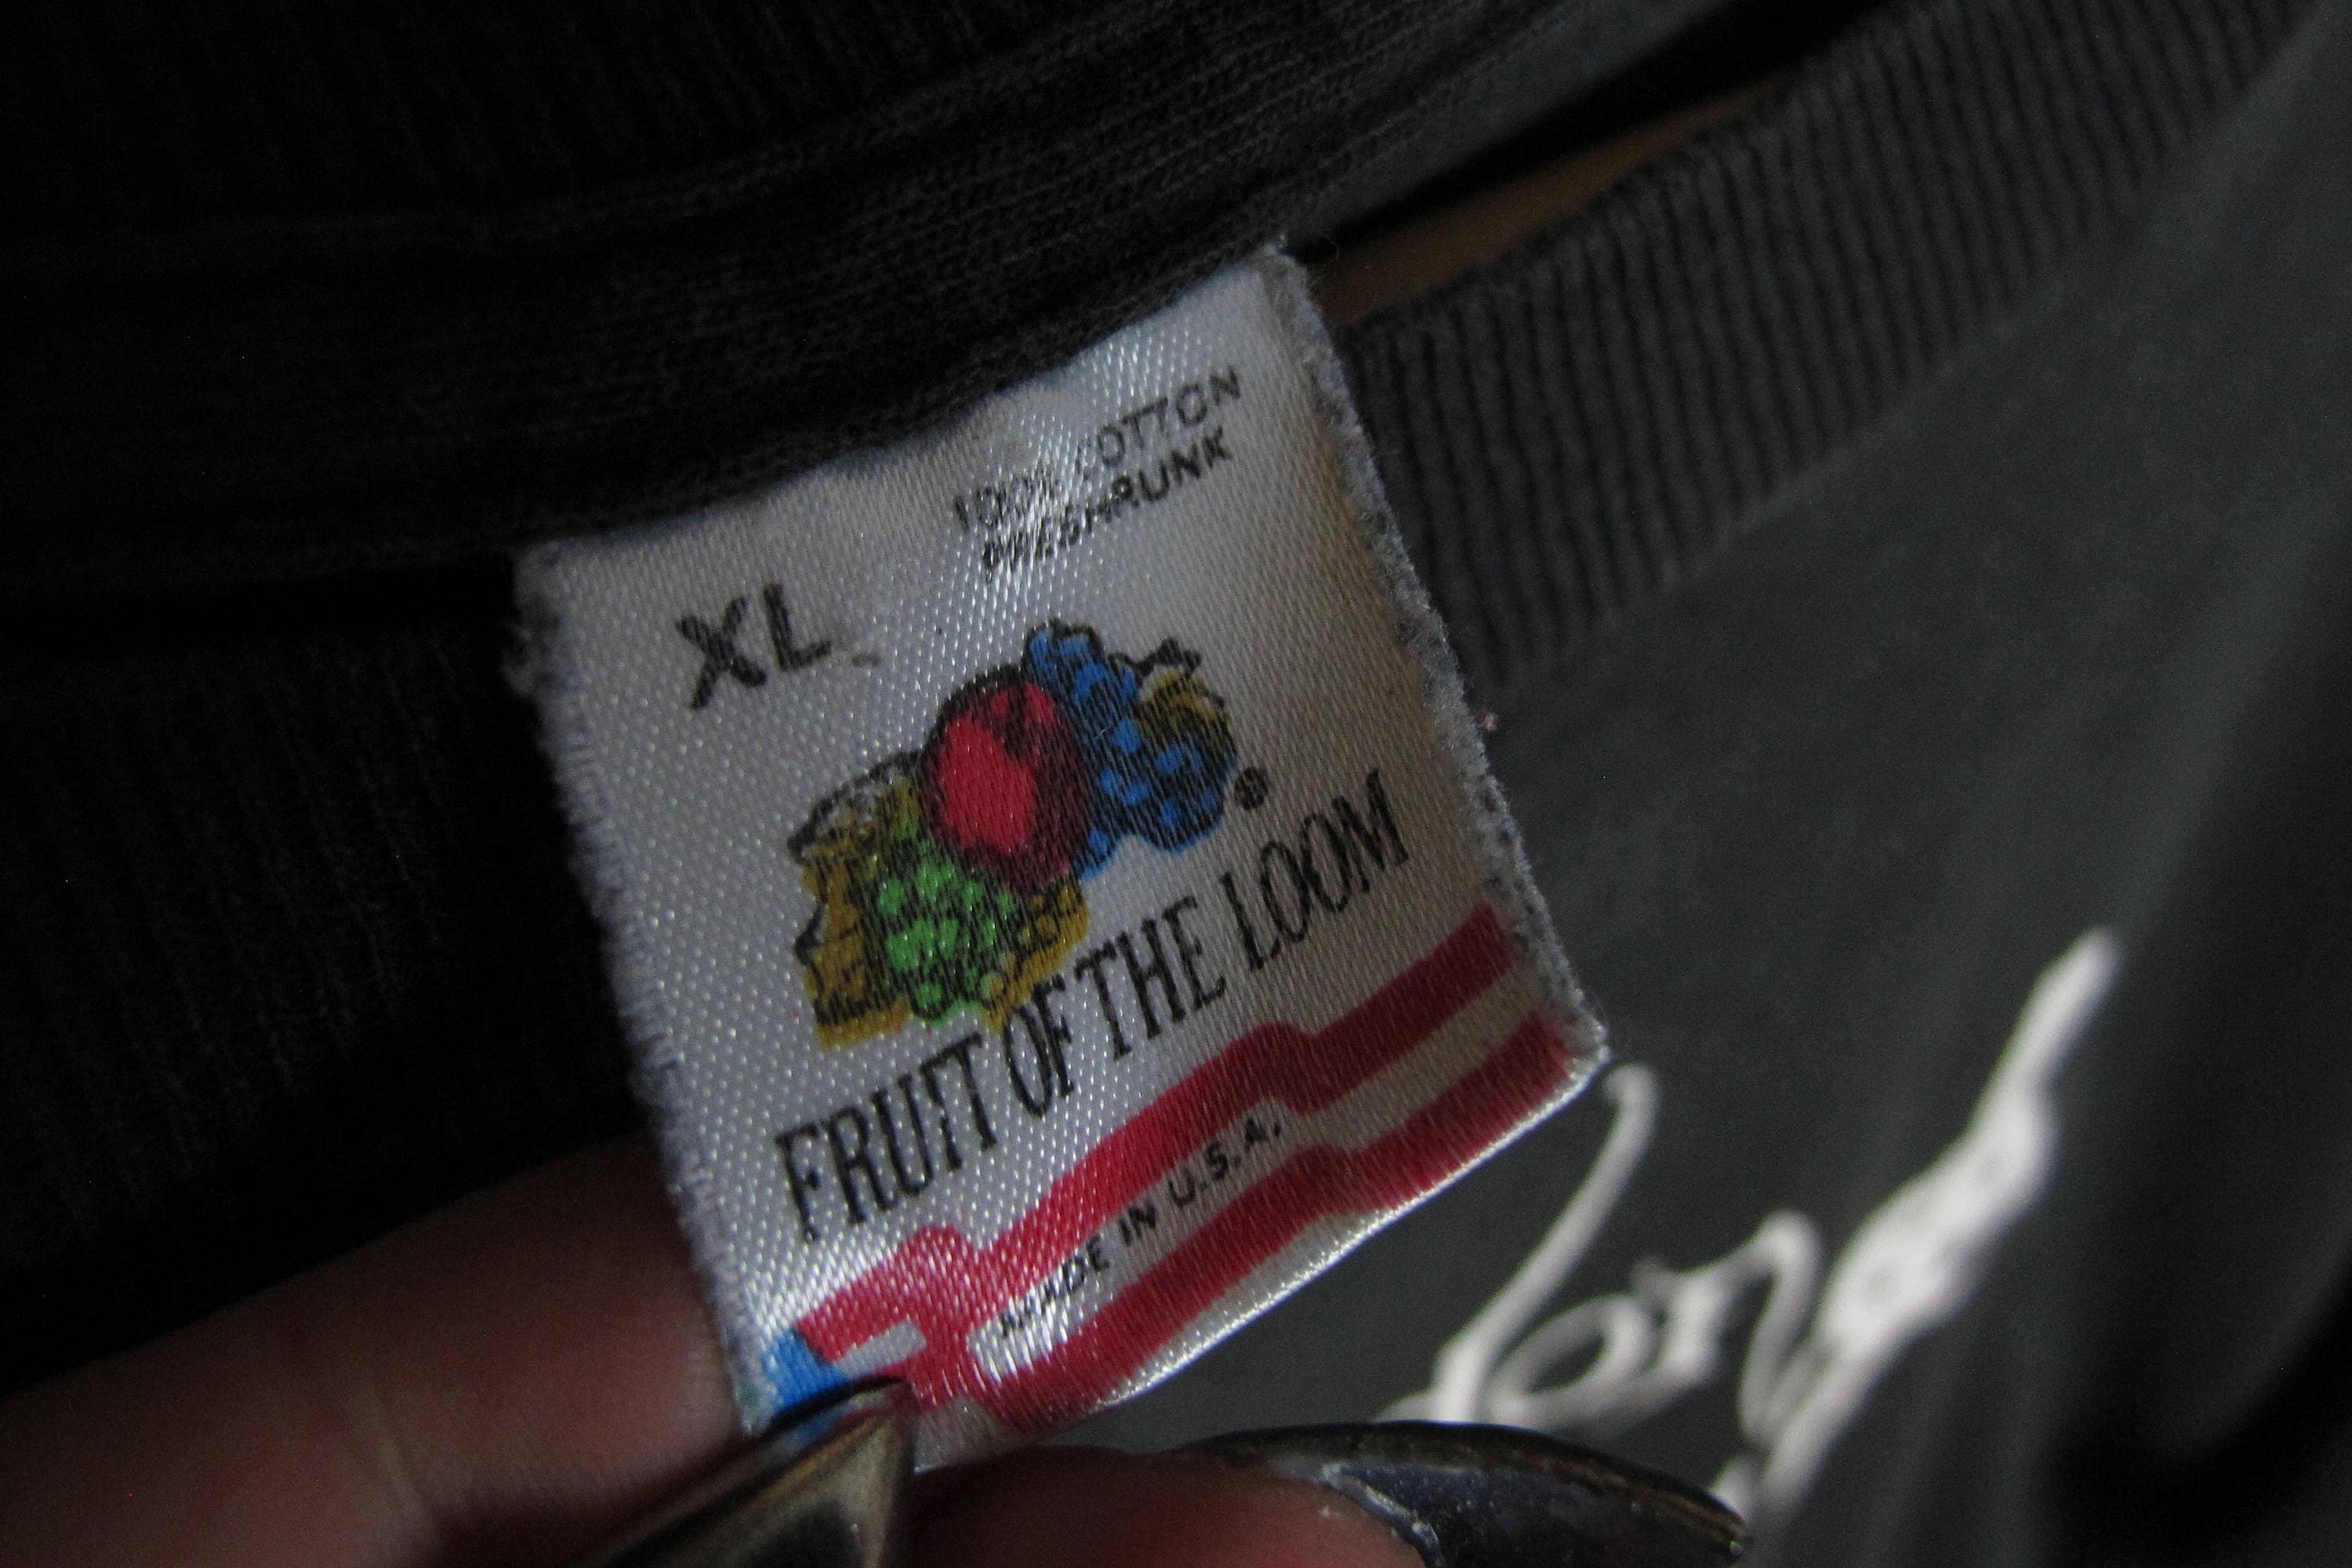 100% COTTON
PRESHRUNK
XL
®
FRUIT OF THE LOOM
MADE IN U.S.A.